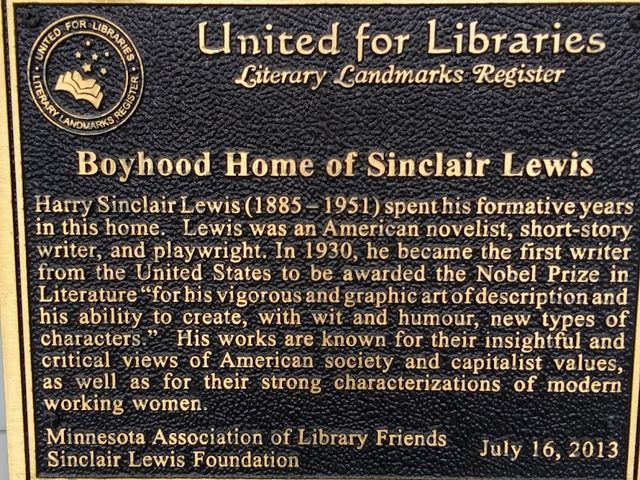 UNITED FOR LIBRARIES
LITERARY LANDMARKS REGISTER
United for Libraries
Literary Landmarks Register
Boyhood Home of Sinclair Lewis
Harry Sinclair Lewis (1885 – 1951) spent his formative years
in this home. Lewis was an American novelist, short-story
writer, and playwright. In 1930, he became the first writer
from the United States to be awarded the Nobel Prize in
Literature “for his vigorous and graphic art of description and
his ability to create, with wit and humour, new types of
characters.” His works are known for their insightful and
critical views of American society and capitalist values,
as well as for their strong characterizations of modern
working women.
Minnesota Association of Library Friends
Sinclair Lewis Foundation
July 16, 2013